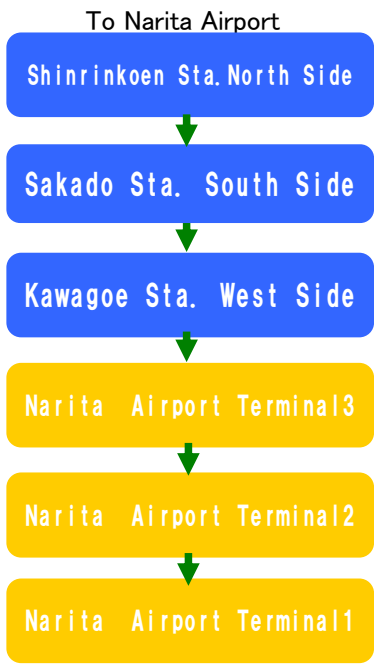 To Narita Airport
Shinrinkoen Sta.North Side
Sakado Sta. South Side
Kawagoe Sta. West Side
Narita Airport Terminal3
Narita Airport Terminal2
Narita Airport Terminal1